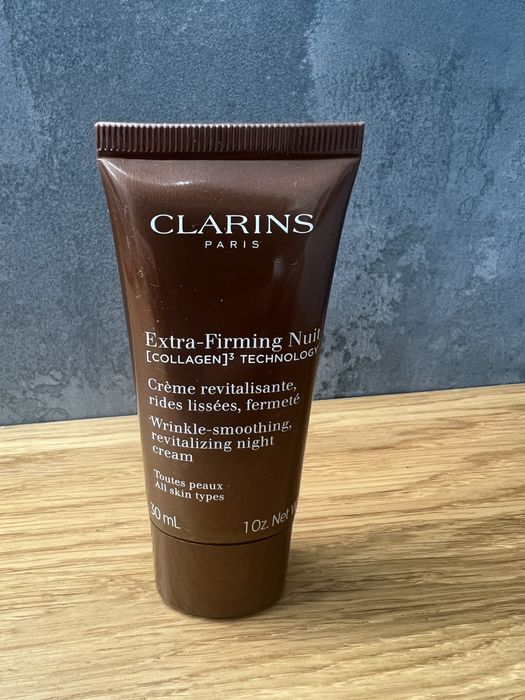 CLARINS
PARIS
Extra-Firming Nuit
[COLLAGEN]³ TECHNOLOGY
Crème revitalisante,
rides lissées, fermeté
Wrinkle-smoothing,
revitalizing night
cream
Toutes peaux
All skin types
30 mL 1 Oz. Net